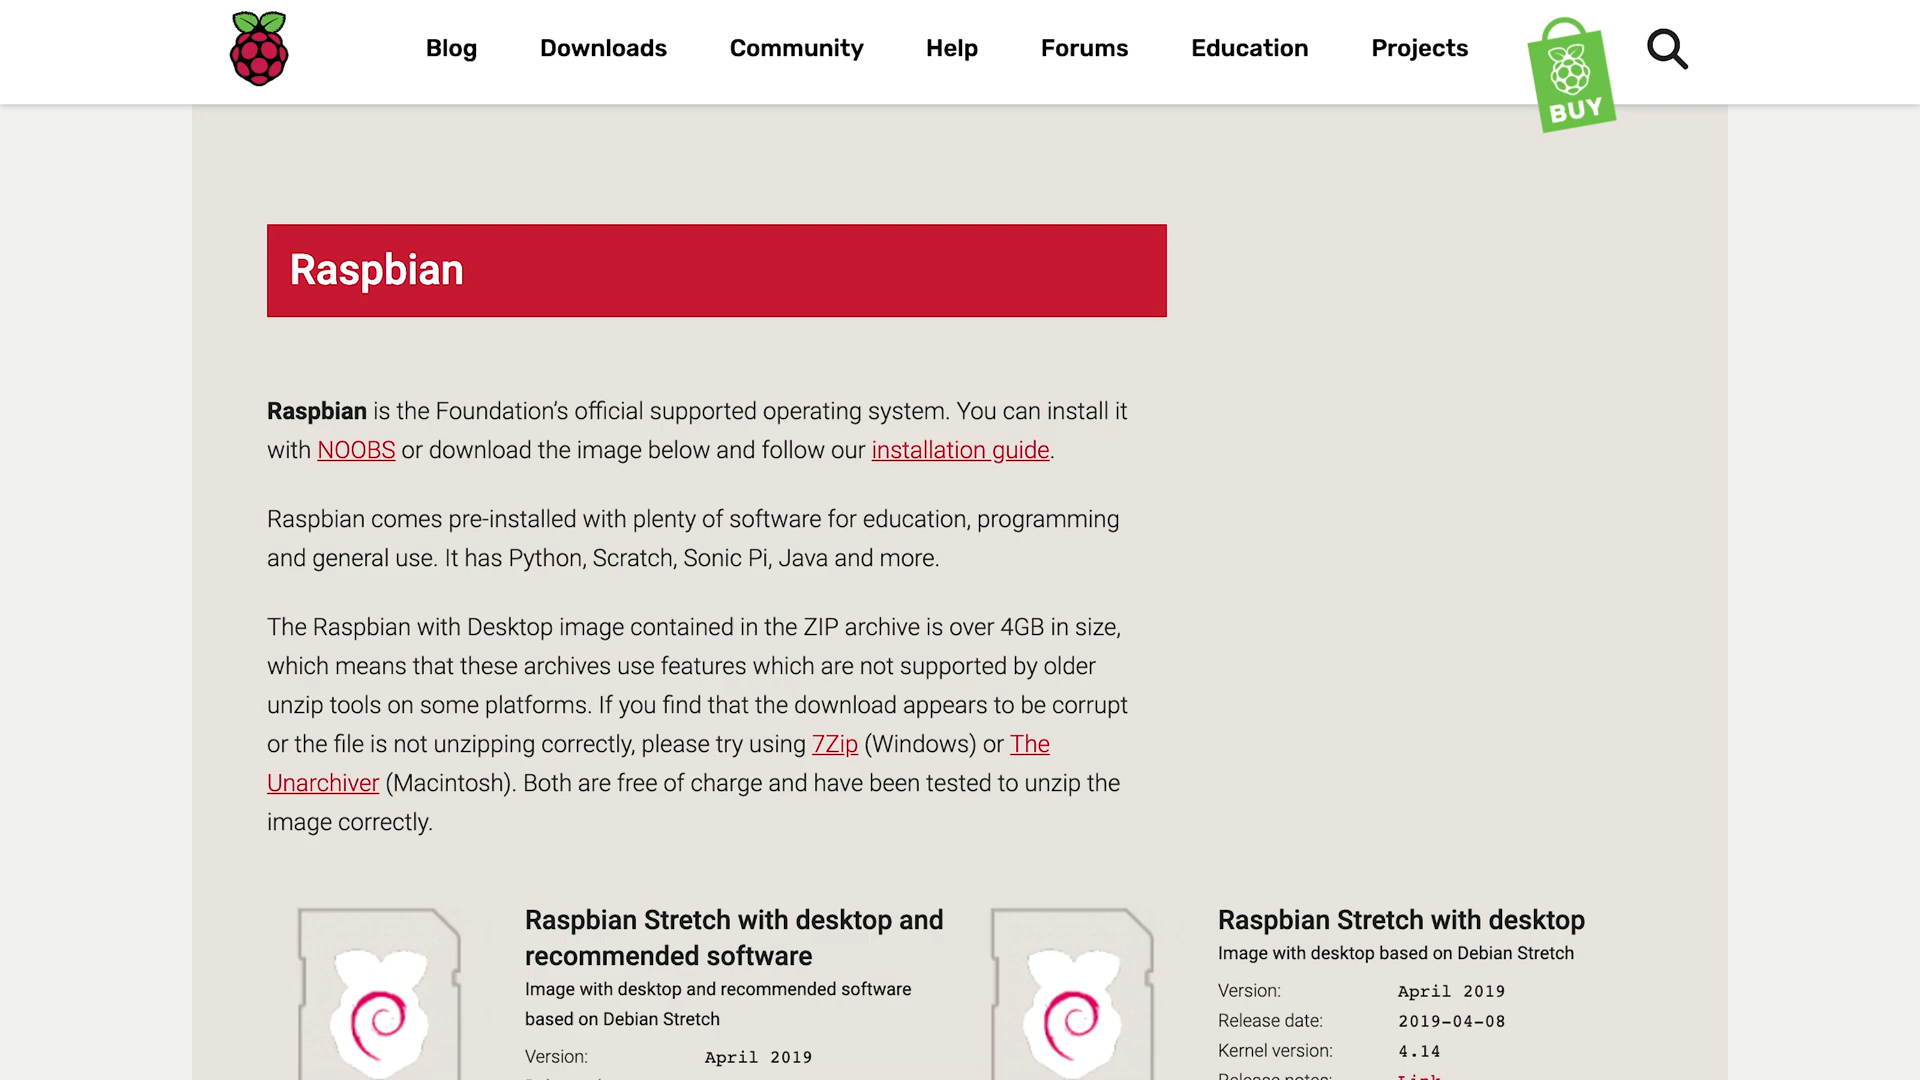 Blog Downloads Community Help Forums Education Projects
BUY
Raspbian
Raspbian is the Foundation’s official supported operating system. You can install it
with NOOBS or download the image below and follow our installation guide.
Raspbian comes pre-installed with plenty of software for education, programming
and general use. It has Python, Scratch, Sonic Pi, Java and more.
The Raspbian with Desktop image contained in the ZIP archive is over 4GB in size,
which means that these archives use features which are not supported by older
unzip tools on some platforms. If you find that the download appears to be corrupt
or the file is not unzipping correctly, please try using 7Zip (Windows) or The
Unarchiver (Macintosh). Both are free of charge and have been tested to unzip the
image correctly.
Raspbian Stretch with desktop and
recommended software
Image with desktop and recommended software
based on Debian Stretch
Version: April 2019
Raspbian Stretch with desktop
Image with desktop based on Debian Stretch
Version: April 2019
Release date: 2019-04-08
Kernel version: 4.14
Release notes: Link